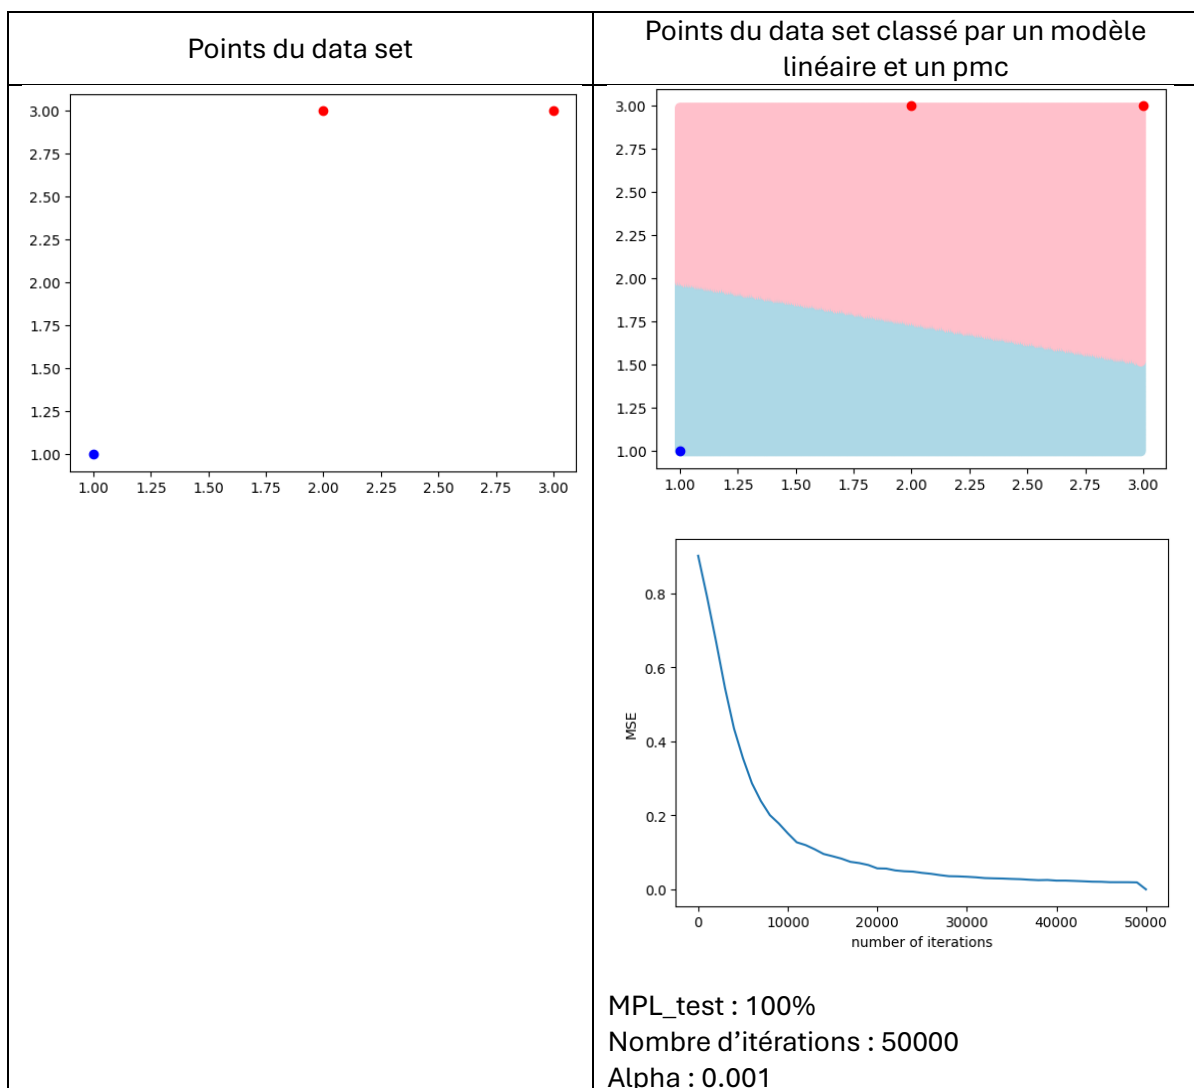 Points du data set
Points du data set classé par un modèle
linéaire et un pmc
3.00
2.75
2.50
2.25
2.00
1.75
1.50
1.25
1.00
1.00 1.25 1.50 1.75 2.00 2.25 2.50 2.75 3.00
3.00
2.75
2.50
2.25
2.00
1.75
1.50
1.25
1.00
1.00 1.25 1.50 1.75 2.00 2.25 2.50 2.75 3.00
0.8
0.6
0.4
0.2
0.0
MSE
0 10000 20000 30000 40000 50000
number of iterations
MPL_test : 100%
Nombre d’itérations : 50000
Alpha : 0.001